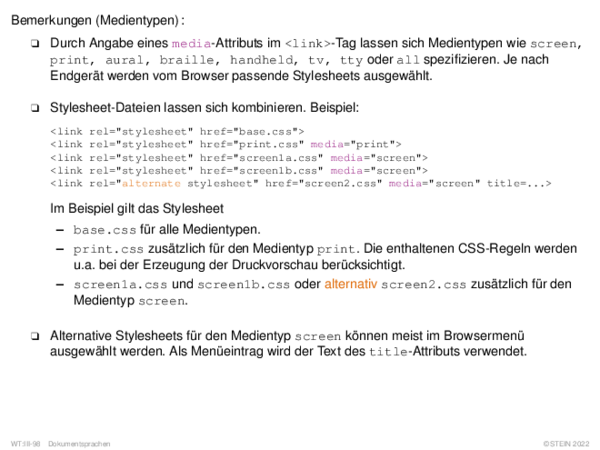 Bemerkungen (Medientypen) :
❑ Durch Angabe eines media-Attributs im <link>-Tag lassen sich Medientypen wie screen,
print, aural, braille, handheld, tv, tty oder all spezifizieren. Je nach
Endgerät werden vom Browser passende Stylesheets ausgewählt.
❑ Stylesheet-Dateien lassen sich kombinieren. Beispiel:
<link rel="stylesheet" href="base.css">
<link rel="stylesheet" href="print.css" media="print">
<link rel="stylesheet" href="screen1a.css" media="screen">
<link rel="stylesheet" href="screen1b.css" media="screen">
<link rel="alternate stylesheet" href="screen2.css" media="screen" title=...>
Im Beispiel gilt das Stylesheet
– base.css für alle Medientypen.
– print.css zusätzlich für den Medientyp print. Die enthaltenen CSS-Regeln werden
u.a. bei der Erzeugung der Druckvorschau berücksichtigt.
– screen1a.css und screen1b.css oder alternativ screen2.css zusätzlich für den
Medientyp screen.
❑ Alternative Stylesheets für den Medientyp screen können meist im Browsermenü
ausgewählt werden. Als Menüeintrag wird der Text des title-Attributs verwendet.
WT:III-98 Dokumentsprachen ©STEIN 2022